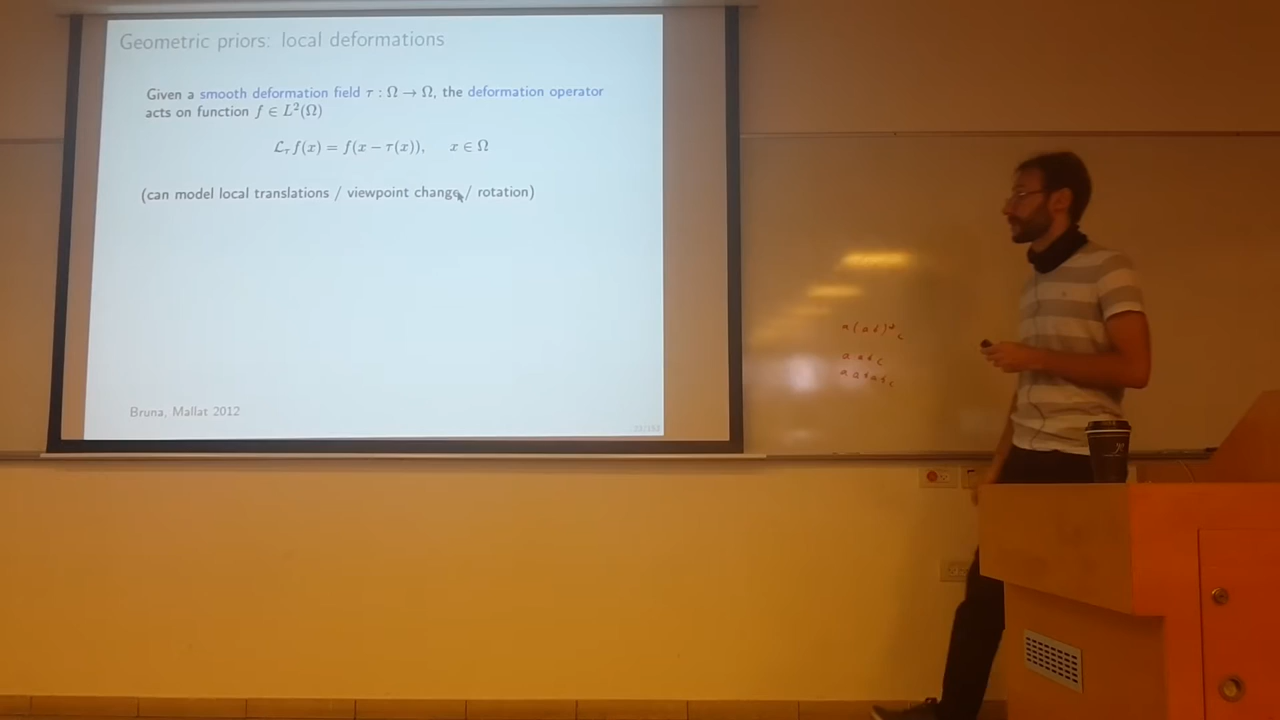 Geometric priors: local deformations
Given a smooth deformation field τ : Ω → Ω, the deformation operator
acts on function f ∈ L²(Ω)
ℒ_τ f(x) = f(x − τ(x)),   x ∈ Ω
(can model local translations / viewpoint change / rotation)
Bruna, Mallat 2012